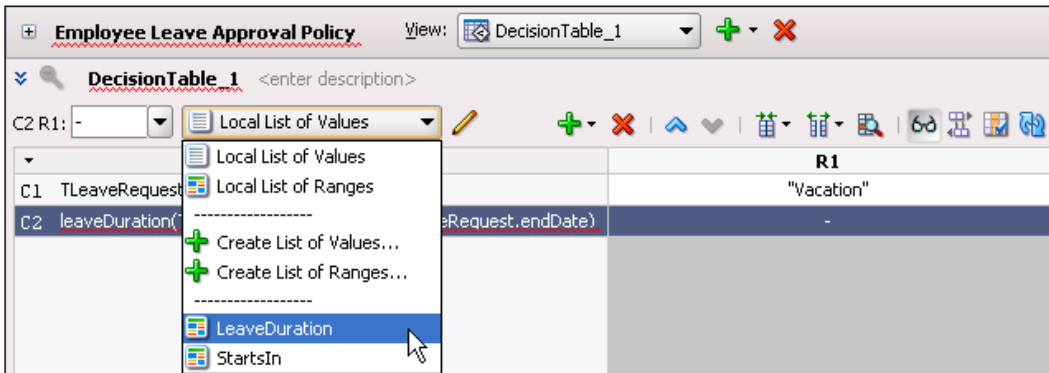 Employee Leave Approval Policy View: DecisionTable_1
DecisionTable_1 <enter description>
C2 R1: - Local List of Values
Local List of Values R1
C1 TLeaveRequest Local List of Ranges "Vacation"
------------------
C2 leaveDuration( eRequest.endDate) -
Create List of Values...
Create List of Ranges...
------------------
LeaveDuration
StartsIn